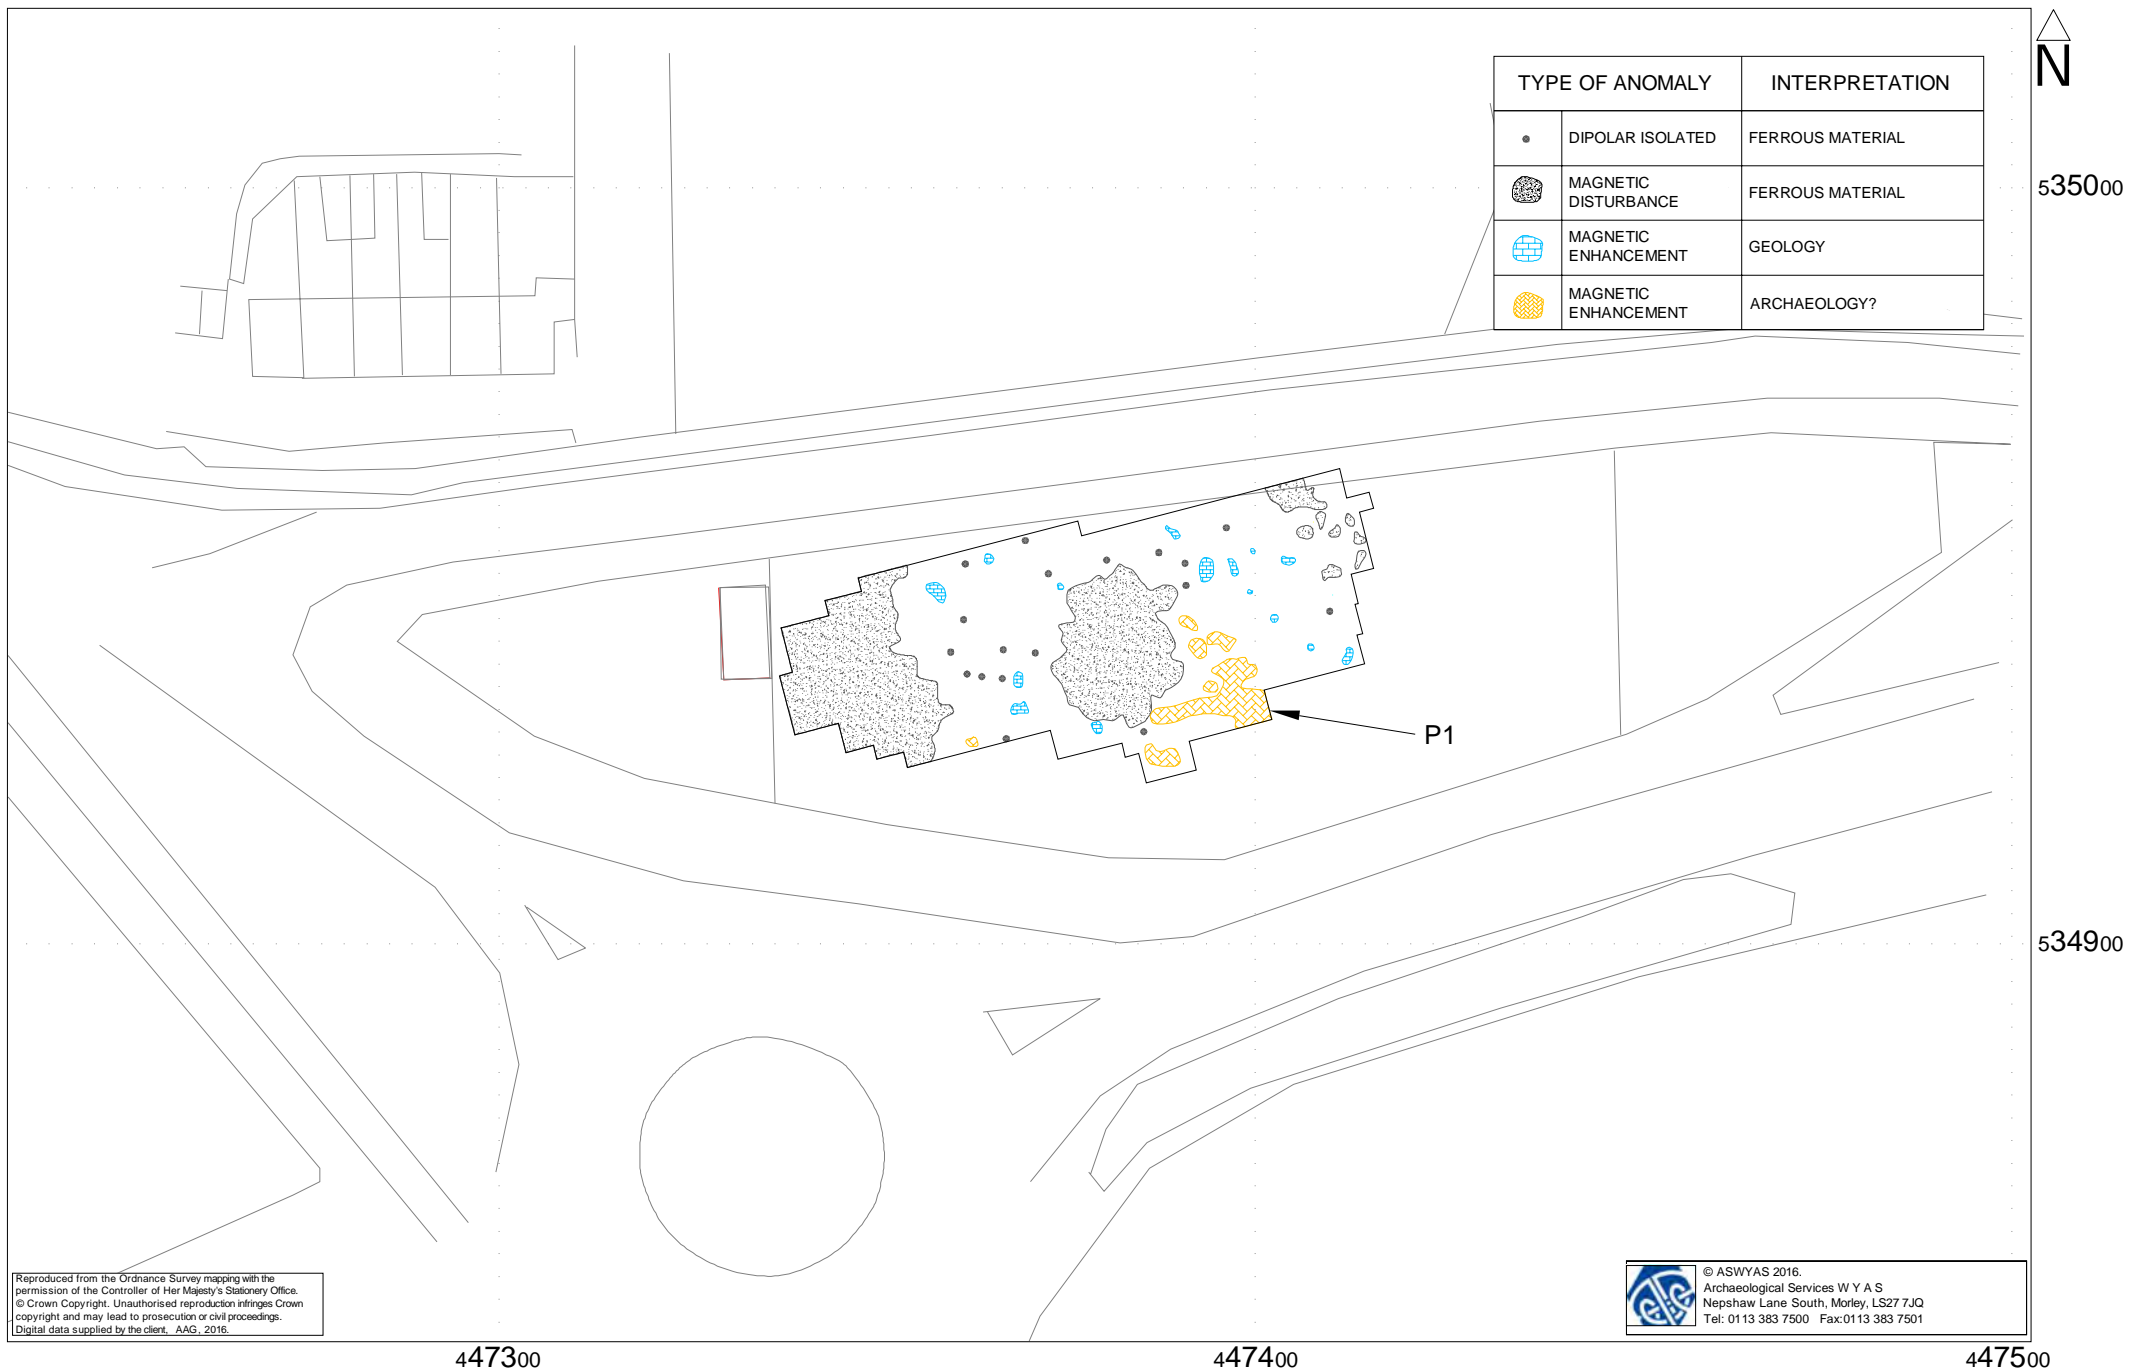 N
TYPE OF ANOMALY
INTERPRETATION
DIPOLAR ISOLATED
FERROUS MATERIAL
MAGNETIC
DISTURBANCE
FERROUS MATERIAL
MAGNETIC
ENHANCEMENT
GEOLOGY
MAGNETIC
ENHANCEMENT
ARCHAEOLOGY?
535000
P1
534900
Reproduced from the Ordnance Survey mapping with the
permission of the Controller of Her Majesty's Stationery Office.
© Crown Copyright. Unauthorised reproduction infringes Crown
copyright and may lead to prosecution or civil proceedings.
Digital data supplied by the client, AAG, 2016.
© ASWYAS 2016.
Archaeological Services W Y A S
Nepshaw Lane South, Morley, LS27 7JQ
Tel: 0113 383 7500 Fax:0113 383 7501
447300
447400
447500